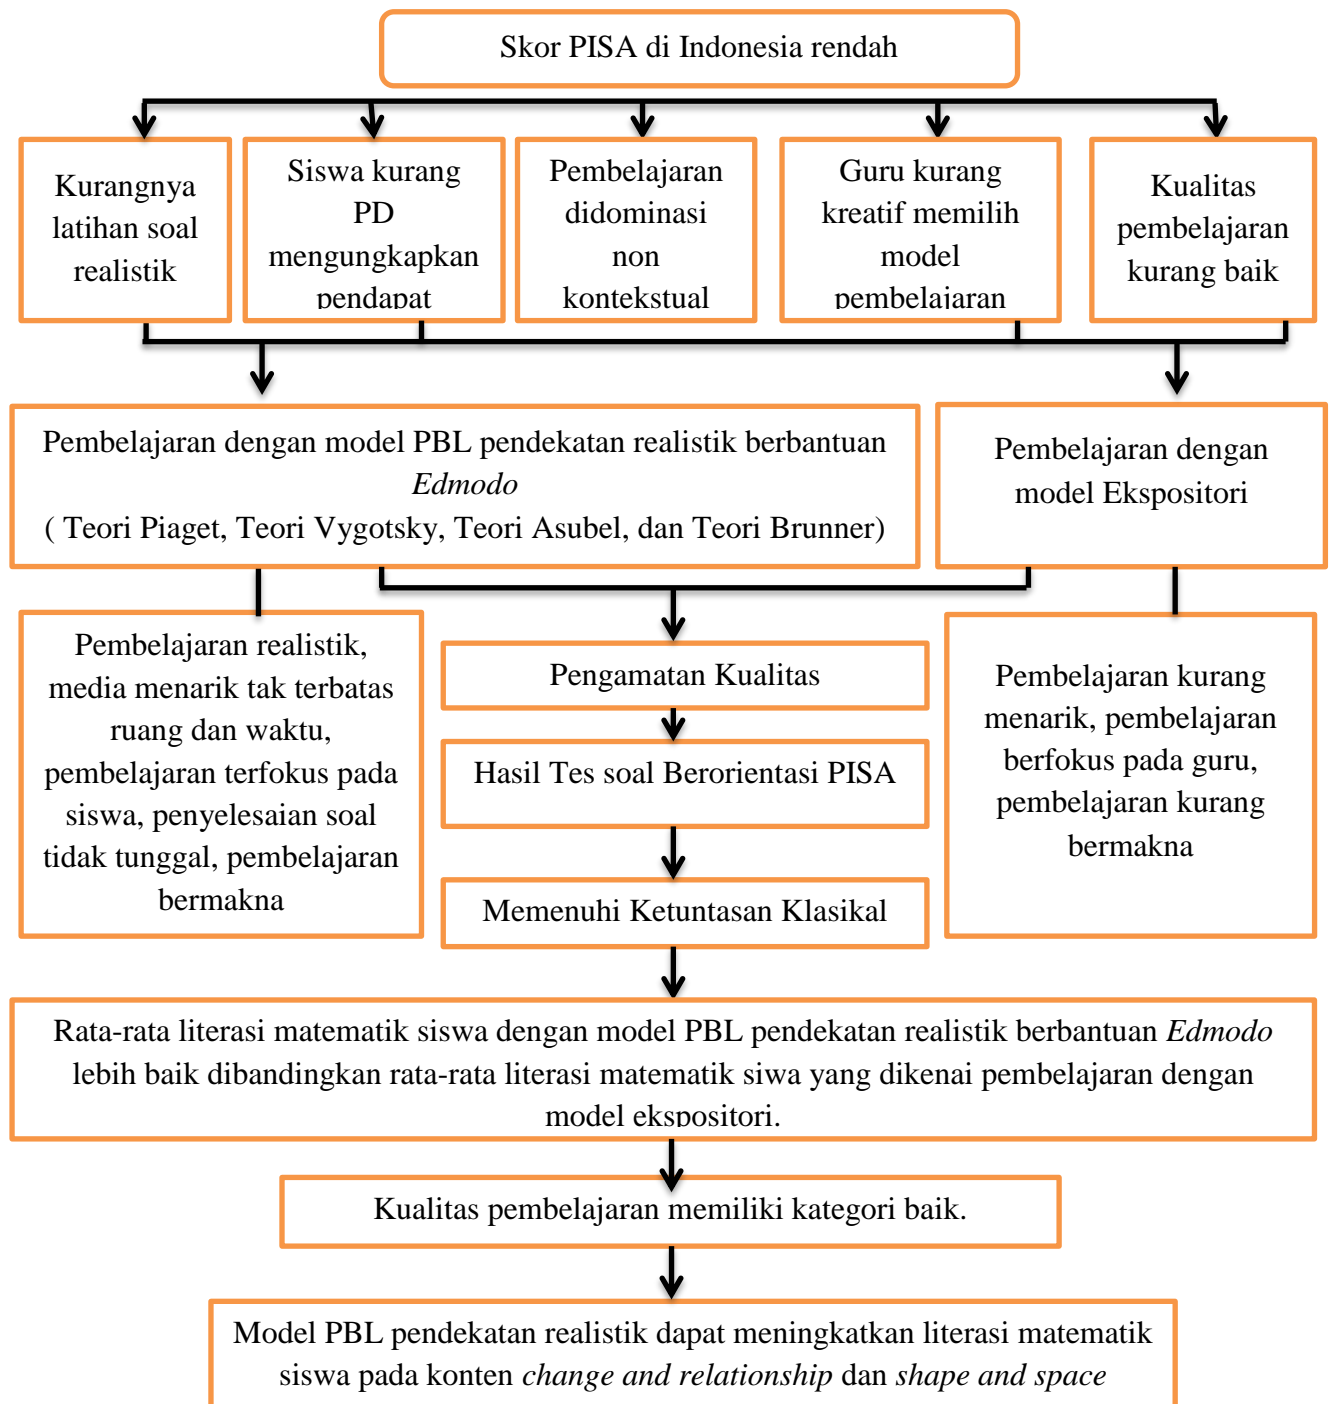 Skor PISA di Indonesia rendah
Kurangnya
latihan soal
realistik
Siswa kurang
PD
mengungkapkan
pendapat
Pembelajaran
didominasi
non
kontekstual
Guru kurang
kreatif memilih
model
pembelajaran
Kualitas
pembelajaran
kurang baik
Pembelajaran dengan model PBL pendekatan realistik berbantuan
Edmodo
( Teori Piaget, Teori Vygotsky, Teori Asubel, dan Teori Brunner)
Pembelajaran dengan
model Ekspositori
Pembelajaran realistik,
media menarik tak terbatas
ruang dan waktu,
pembelajaran terfokus pada
siswa, penyelesaian soal
tidak tunggal, pembelajaran
bermakna
Pengamatan Kualitas
Hasil Tes soal Berorientasi PISA
Memenuhi Ketuntasan Klasikal
Pembelajaran kurang
menarik, pembelajaran
berfokus pada guru,
pembelajaran kurang
bermakna
Rata-rata literasi matematik siswa dengan model PBL pendekatan realistik berbantuan Edmodo
lebih baik dibandingkan rata-rata literasi matematik siwa yang dikenai pembelajaran dengan
model ekspositori.
Kualitas pembelajaran memiliki kategori baik.
Model PBL pendekatan realistik dapat meningkatkan literasi matematik
siswa pada konten change and relationship dan shape and space